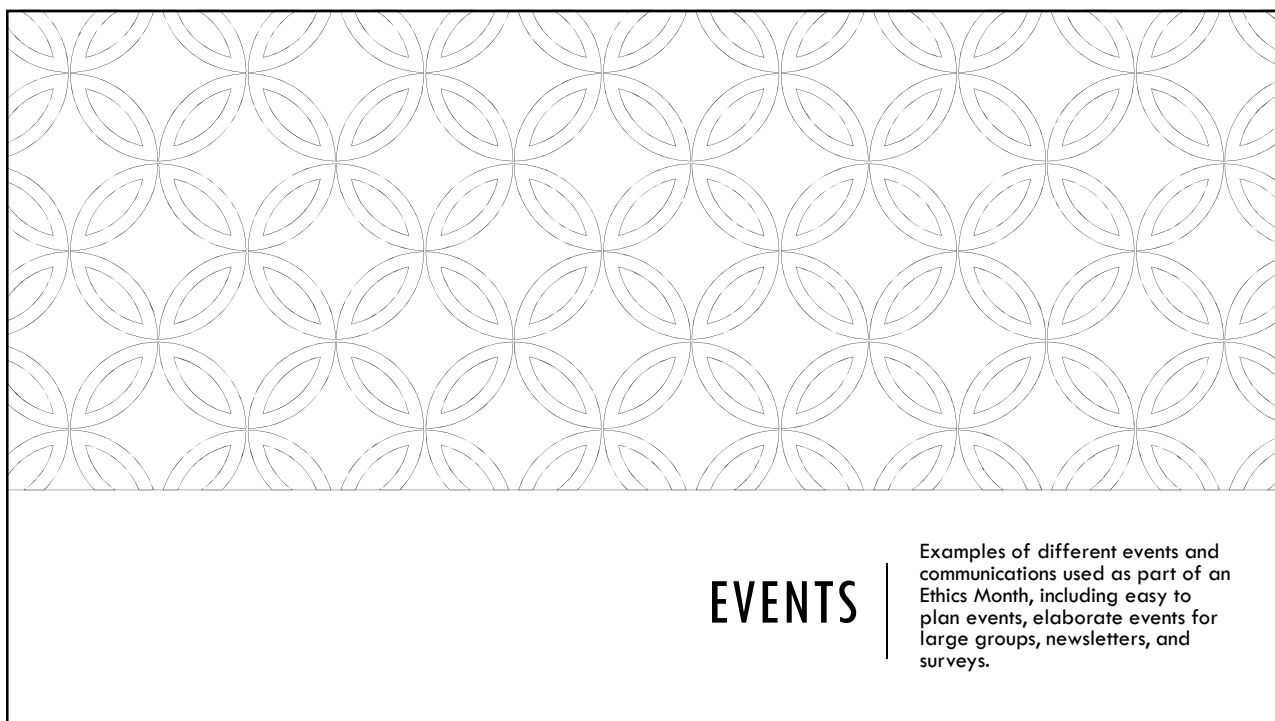 EVENTS
Examples of different events and
communications used as part of an
Ethics Month, including easy to
plan events, elaborate events for
large groups, newsletters, and
surveys.